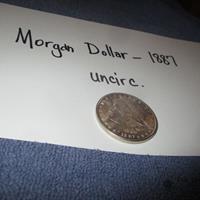 Morgan Dollar - 1887
uncirc.